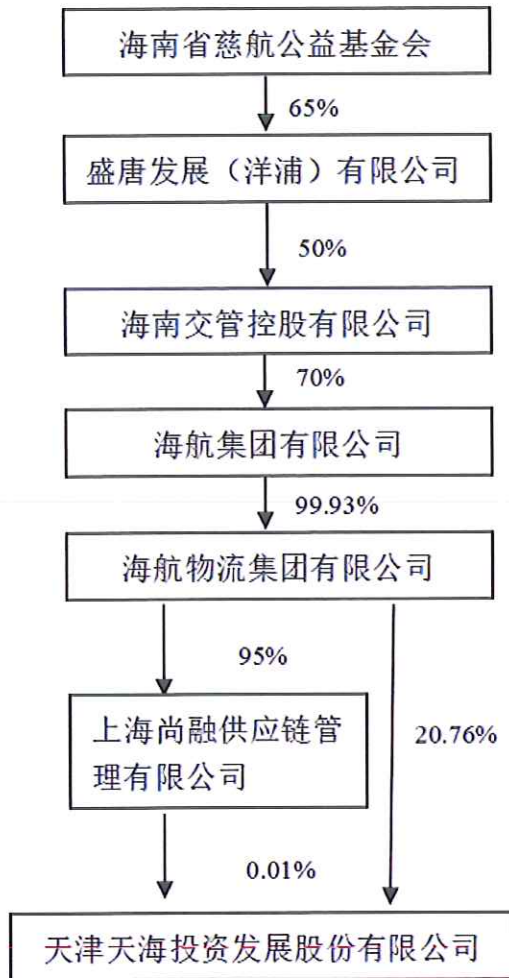 海南省慈航公益基金会
65%
盛唐发展（洋浦）有限公司
50%
海南交管控股有限公司
70%
海航集团有限公司
99.93%
海航物流集团有限公司
95%
20.76%
上海尚融供应链管
理有限公司
0.01%
天津天海投资发展股份有限公司